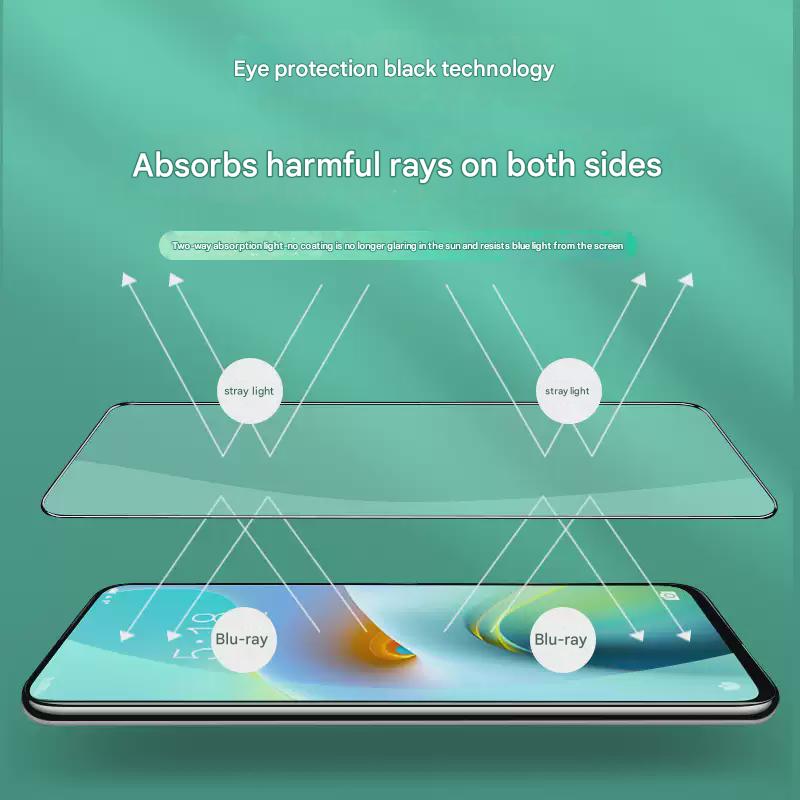 Eye protection black technology
Absorbs harmful rays on both sides
Two-way absorption light-no coating is no longer glaring in the sun and resists blue light from the screen
stray light
stray light
5:18
Blu-ray
Blu-ray